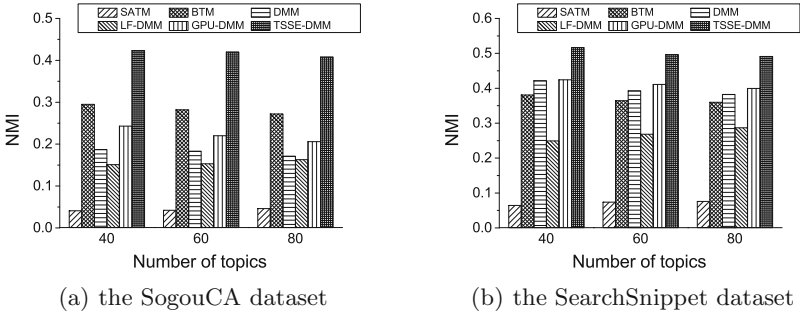 SATM BTM DMM
LF-DMM GPU-DMM TSSE-DMM
0.5
0.4
0.3
0.2
0.1
0.0
NMI
40 60 80
Number of topics
(a) the SogouCA dataset
SATM BTM DMM
LF-DMM GPU-DMM TSSE-DMM
0.6
0.5
0.4
0.3
0.2
0.1
0.0
NMI
40 60 80
Number of topics
(b) the SearchSnippet dataset